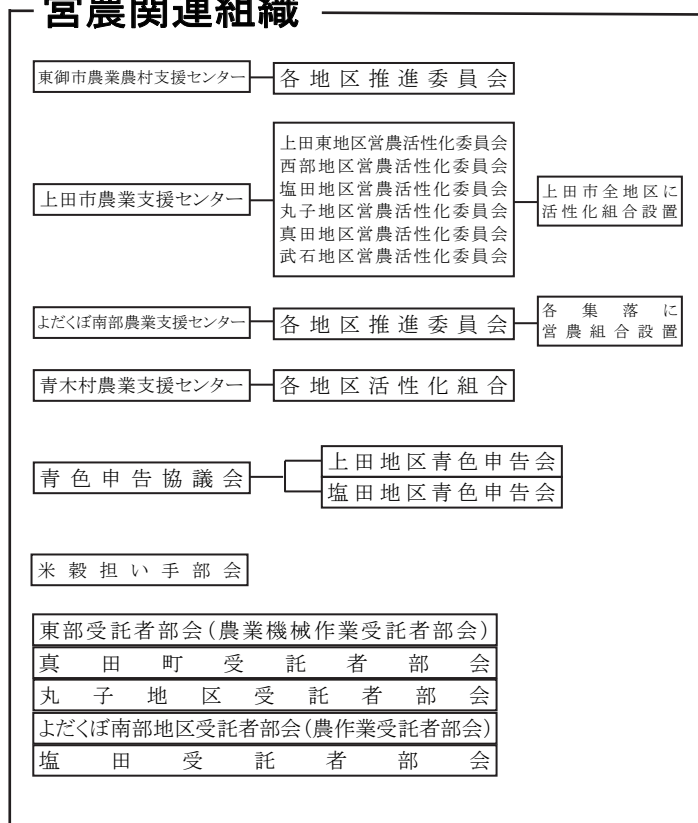 営農関連組織
東御市農業農村支援センター
各地区推進委員会
上田市農業支援センター
上田東地区営農活性化委員会
西部地区営農活性化委員会
塩田地区営農活性化委員会
丸子地区営農活性化委員会
真田地区営農活性化委員会
武石地区営農活性化委員会
上田市全地区に
活性化組合設置
よだくぼ南部農業支援センター
各地区推進委員会
各集落に
営農組合設置
青木村農業支援センター
各地区活性化組合
青色申告協議会
上田地区青色申告会
塩田地区青色申告会
米穀担い手部会
東部受託者部会(農業機械作業受託者部会)
真田町受託者部会
丸子地区受託者部会
よだくぼ南部地区受託者部会(農作業受託者部会)
塩田受託者部会